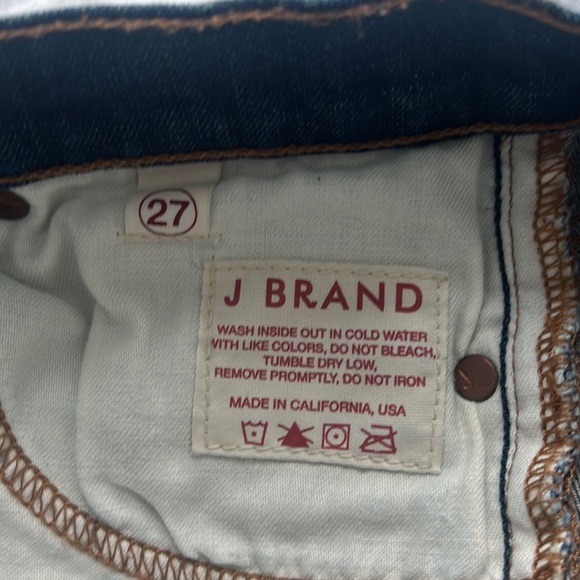 27
J BRAND
WASH INSIDE OUT IN COLD WATER
WITH LIKE COLORS, DO NOT BLEACH,
TUMBLE DRY LOW,
REMOVE PROMPTLY, DO NOT IRON
MADE IN CALIFORNIA, USA